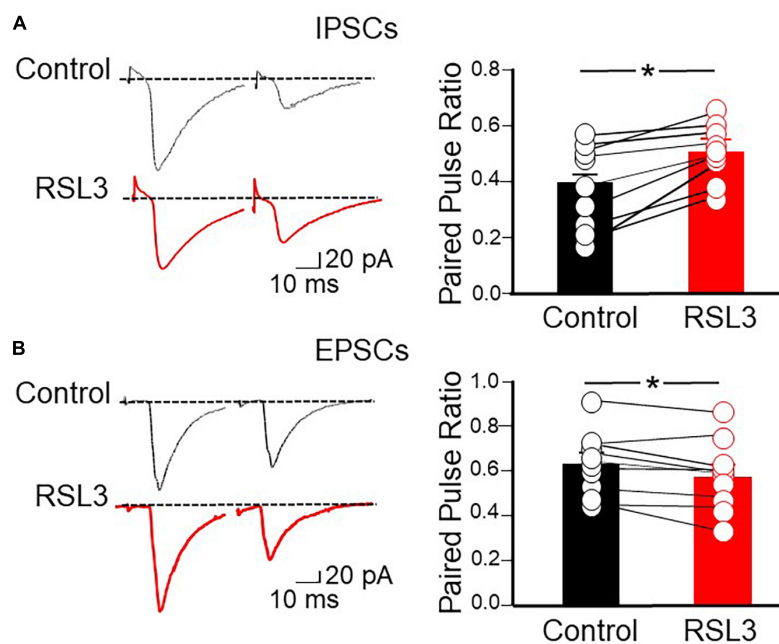 A
IPSCs
Control
RSL3
20 pA
10 ms
Paired Pulse Ratio
0.8
0.6
0.4
0.2
0.0
*
Control
RSL3
B
EPSCs
Control
RSL3
20 pA
10 ms
Paired Pulse Ratio
1.0
0.8
0.6
0.4
0.2
0.0
*
Control
RSL3